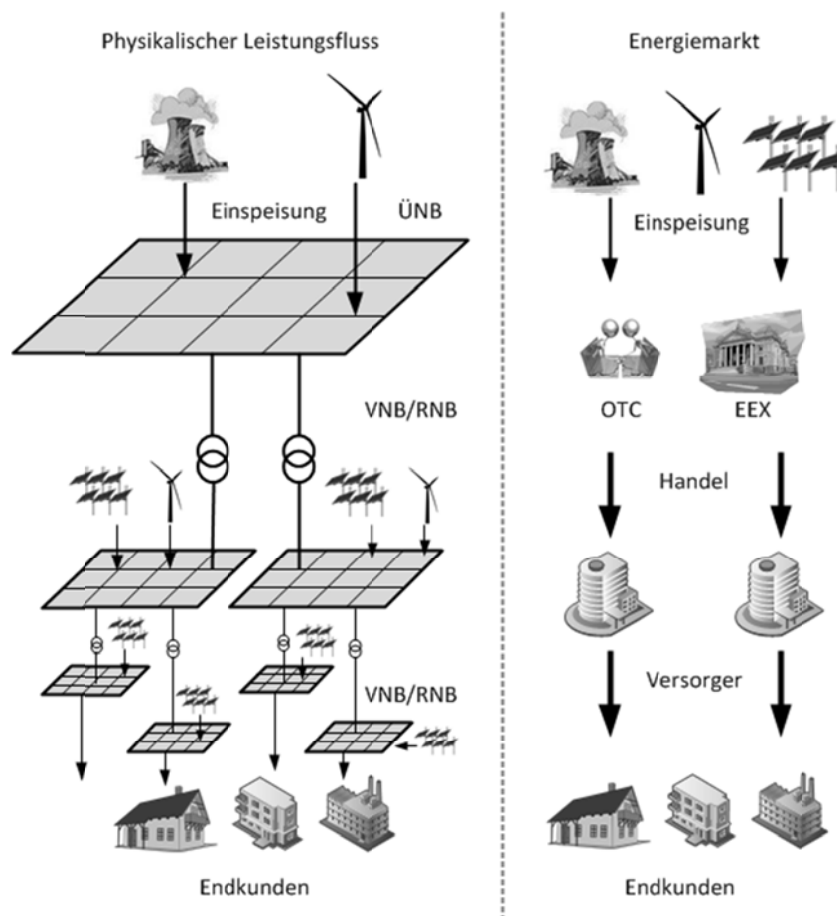 Physikalischer Leistungsfluss
Energiemarkt
Einspeisung
ÜNB
Einspeisung
OTC
EEX
VNB/RNB
Handel
VNB/RNB
Versorger
Endkunden
Endkunden